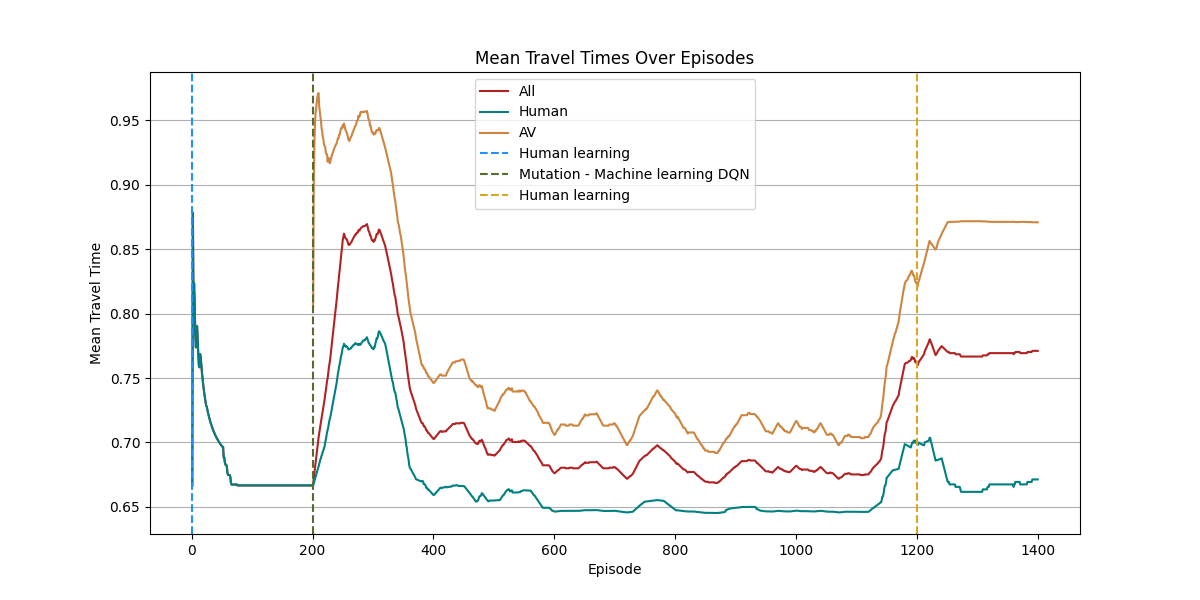 Mean Travel Times Over Episodes
All
Human
AV
Human learning
Mutation - Machine learning DQN
Human learning
Mean Travel Time
0.95
0.90
0.85
0.80
0.75
0.70
0.65
0
200
400
600
800
1000
1200
1400
Episode